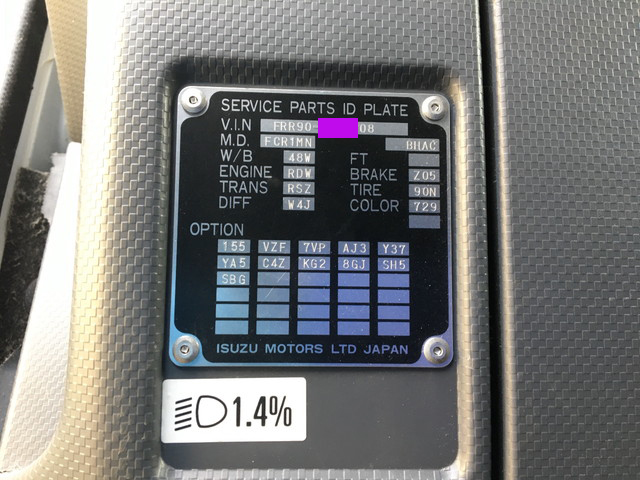 SERVICE PARTS ID PLATE
V.I.N FRR90- 08
M.D. FCR1MN BHAC
W/B 48W FT
ENGINE RDW BRAKE Z05
TRANS RSZ TIRE 90N
DIFF W4J COLOR 729
OPTION
155 VZF 7VP AJ3 Y37
YA5 C4Z KG2 8GJ SH5
SBG
ISUZU MOTORS LTD JAPAN
1.4%